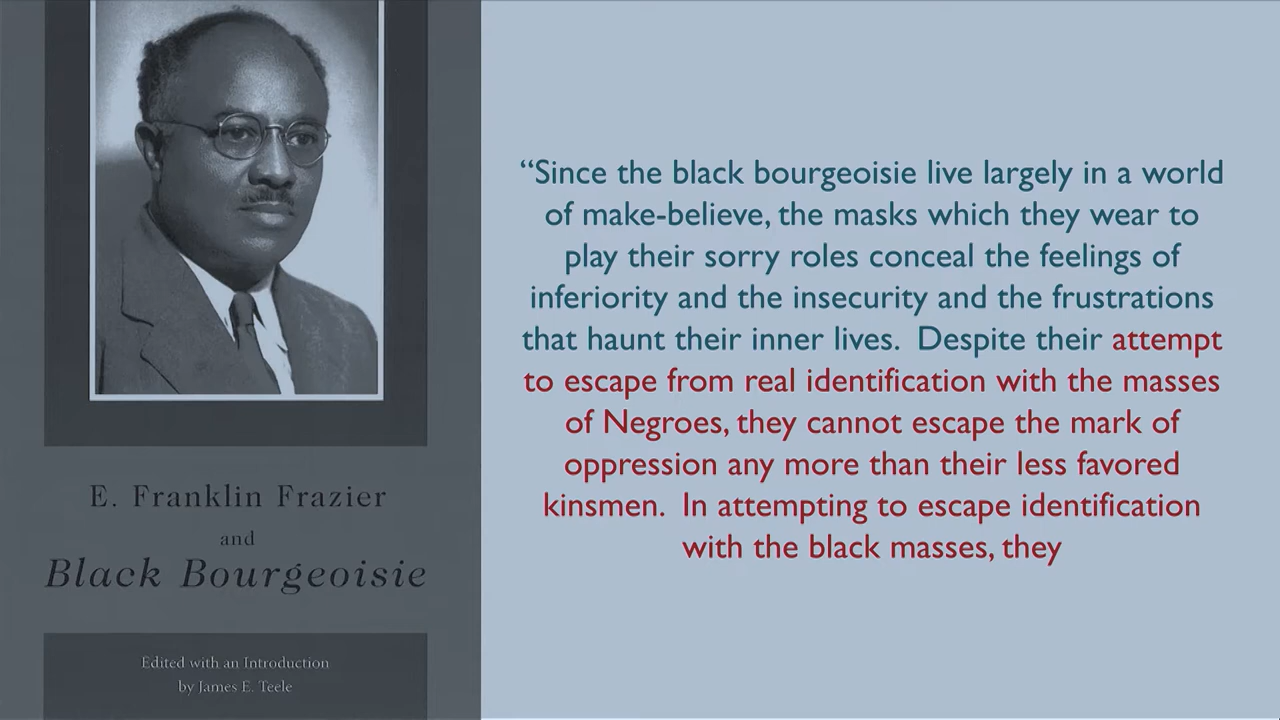 E. Franklin Frazier
and
Black Bourgeoisie
Edited with an Introduction
by James E. Teele
“Since the black bourgeoisie live largely in a world
of make-believe, the masks which they wear to
play their sorry roles conceal the feelings of
inferiority and the insecurity and the frustrations
that haunt their inner lives.  Despite their attempt
to escape from real identification with the masses
of Negroes, they cannot escape the mark of
oppression any more than their less favored
kinsmen.  In attempting to escape identification
with the black masses, they